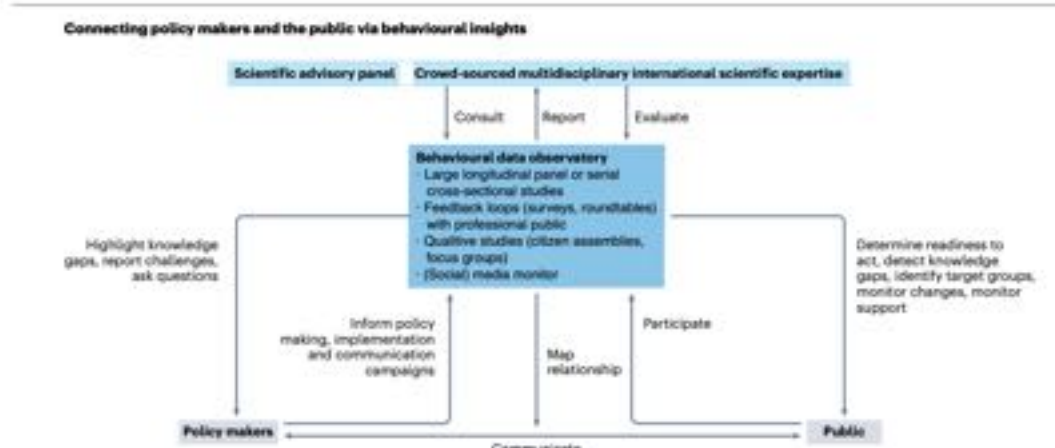 Connecting policy makers and the public via behavioural insights
Scientific advisory panel
Crowd-sourced multidisciplinary international scientific expertise
Consult
Report
Evaluate
Behavioural data observatory
· Large longitudinal panel or serial
cross-sectional studies
· Feedback loops (surveys, roundtables)
with professional public
· Qualitive studies (citizen assemblies,
focus groups)
· (Social) media monitor
Highlight knowledge
gaps, report challenges,
ask questions
Determine readiness to
act, detect knowledge
gaps, identify target groups,
monitor changes, monitor
support
Inform policy
making, implementation
and communication
campaigns
Map
relationship
Participate
Policy makers
Public
Communicate